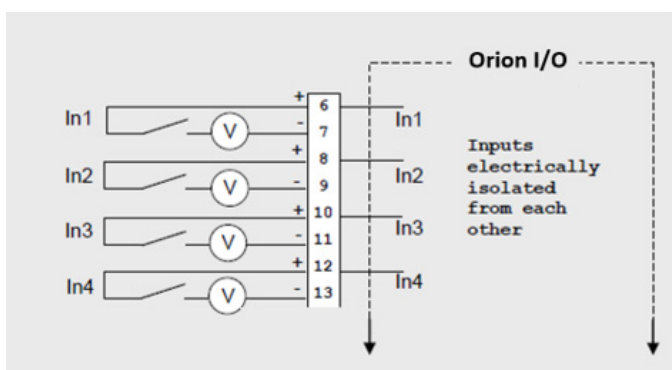 Orion I/O
In1
V
+
-
6
7
In1
In2
V
+
-
8
9
In2
In3
V
+
-
10
11
In3
In4
V
+
-
12
13
In4
Inputs
electrically
isolated
from each
other